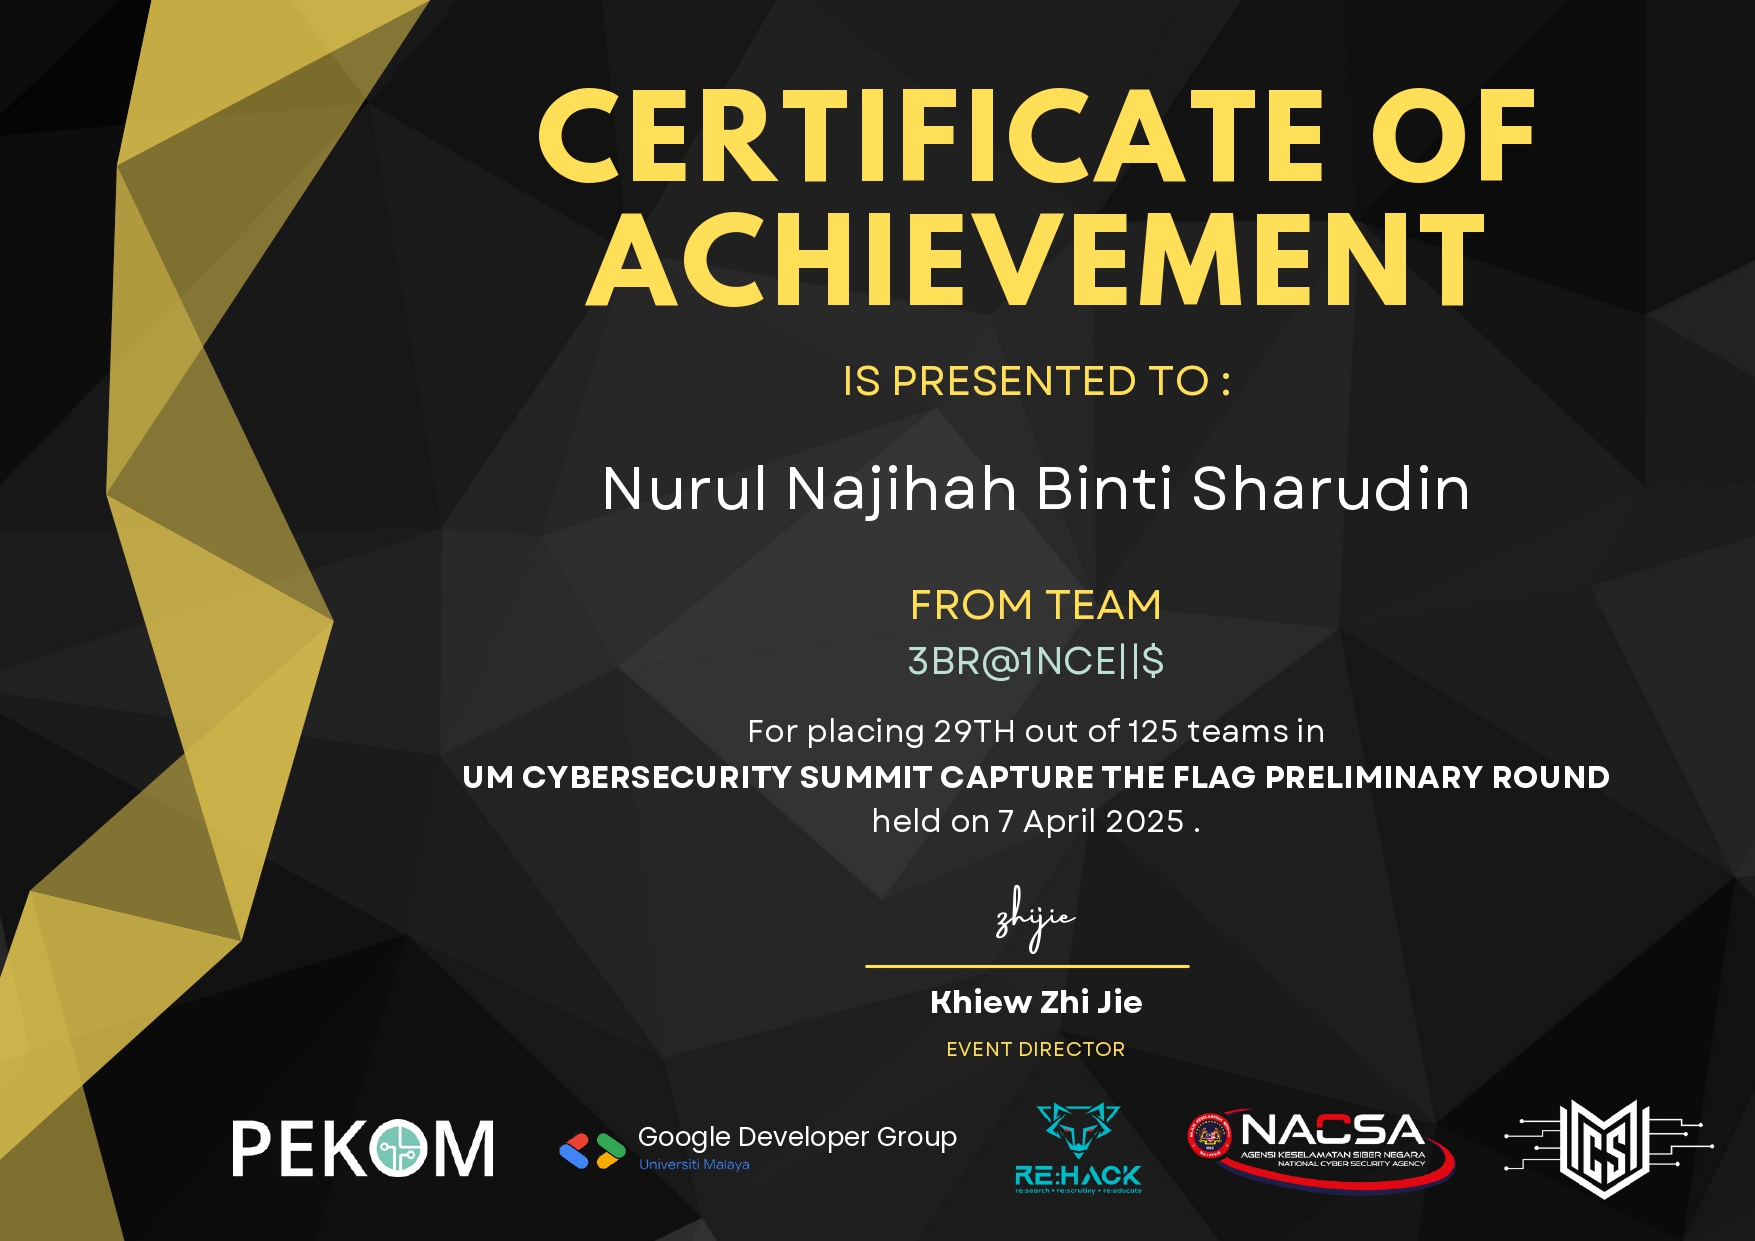 CERTIFICATE OF
ACHIEVEMENT
IS PRESENTED TO :
Nurul Najihah Binti Sharudin
FROM TEAM
3BR@1NCE||$
For placing 29TH out of 125 teams in
UM CYBERSECURITY SUMMIT CAPTURE THE FLAG PRELIMINARY ROUND
held on 7 April 2025 .
zhijie
Khiew Zhi Jie
EVENT DIRECTOR
PEKOM
Google Developer Group
Universiti Malaya
RE:HACK
re:search • re:scrutiny • re:educate
NACSA
AGENSI KESELAMATAN SIBER NEGARA
NATIONAL CYBER SECURITY AGENCY